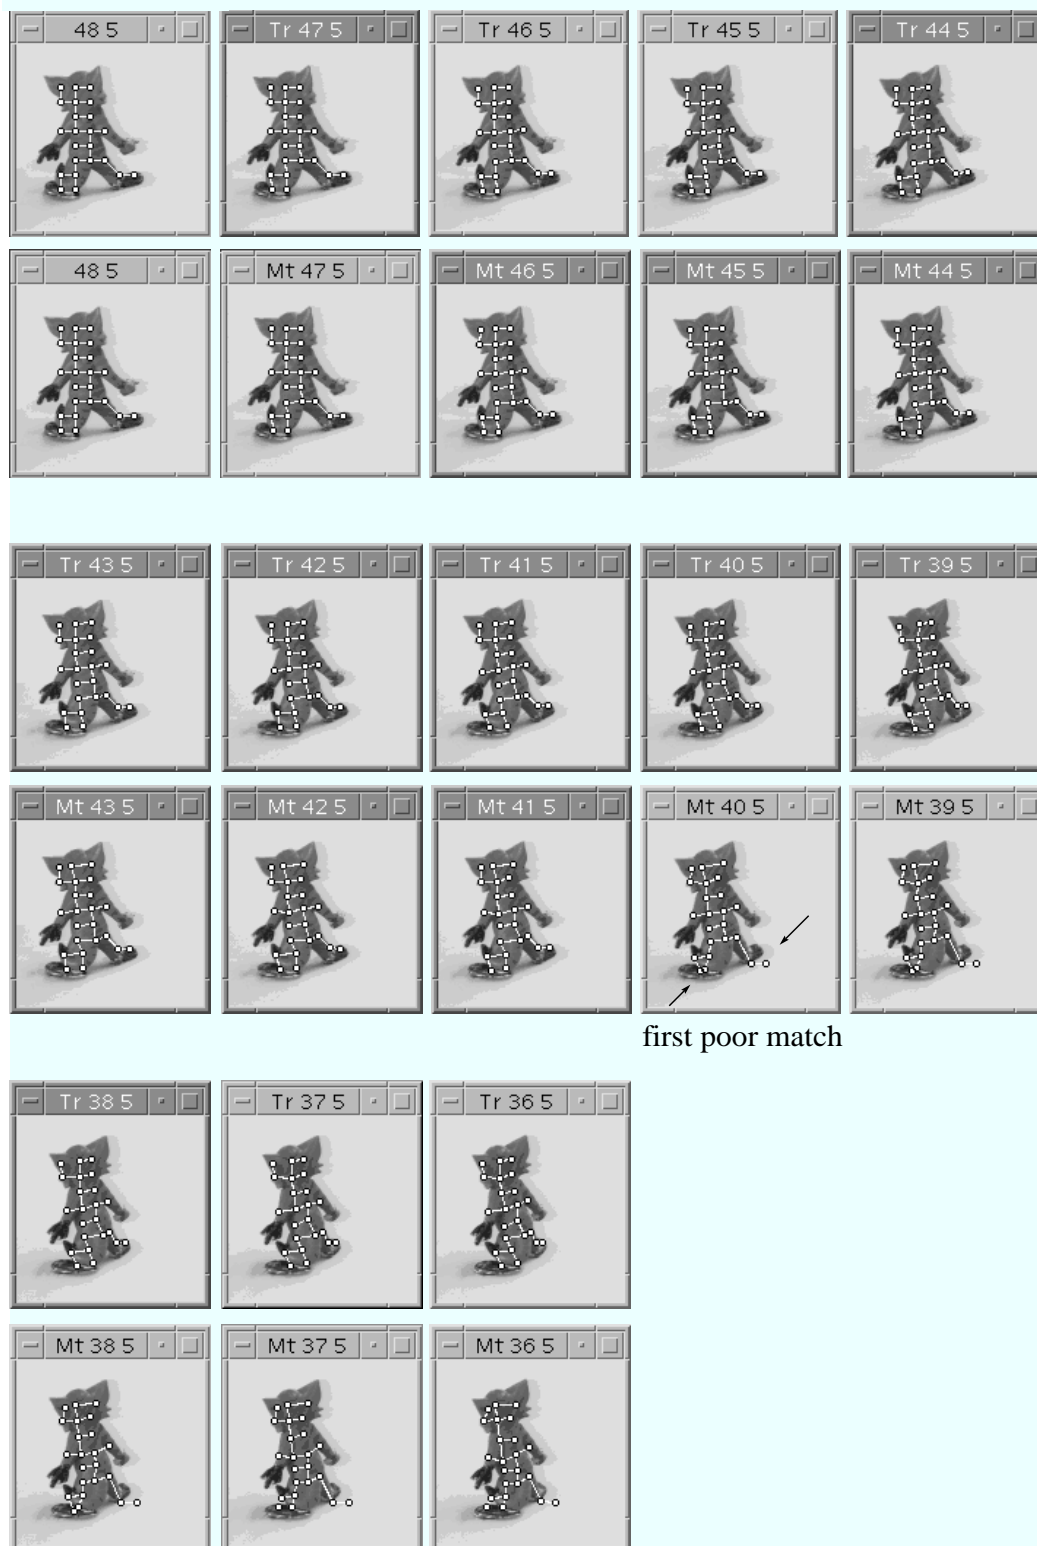 48 5 Tr 47 5 Tr 46 5 Tr 45 5 Tr 44 5
48 5 Mt 47 5 Mt 46 5 Mt 45 5 Mt 44 5
Tr 43 5 Tr 42 5 Tr 41 5 Tr 40 5 Tr 39 5
Mt 43 5 Mt 42 5 Mt 41 5 Mt 40 5 Mt 39 5
first poor match
Tr 38 5 Tr 37 5 Tr 36 5
Mt 38 5 Mt 37 5 Mt 36 5